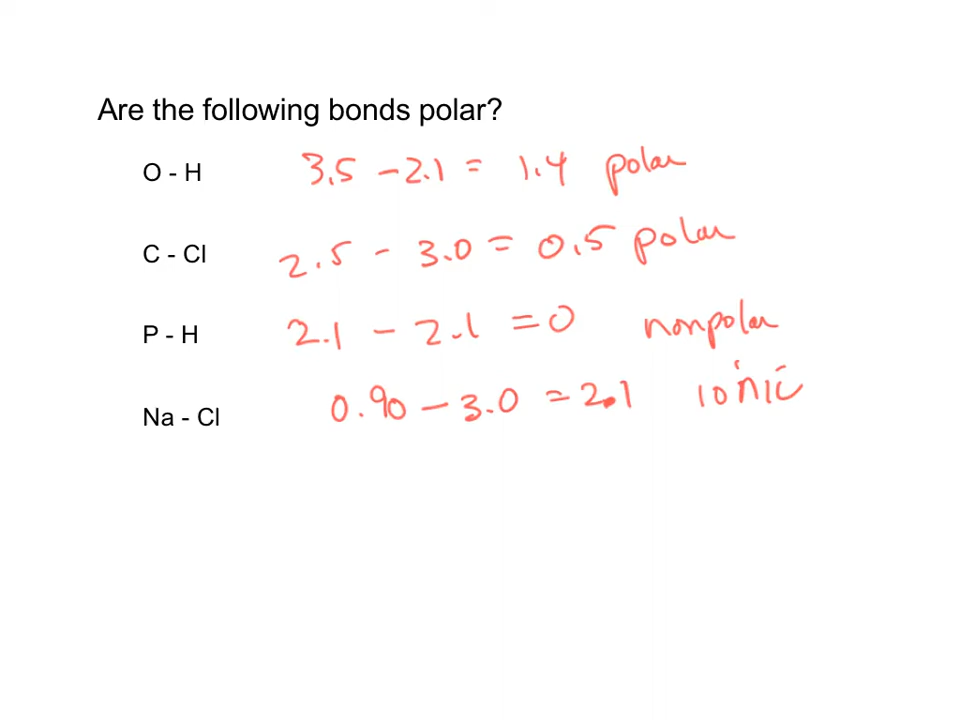 Are the following bonds polar?
O - H 3.5 - 2.1 = 1.4 polar
C - Cl 2.5 - 3.0 = 0.5 polar
P - H 2.1 - 2.1 = 0 nonpolar
Na - Cl 0.90 - 3.0 = 2.1 ionic